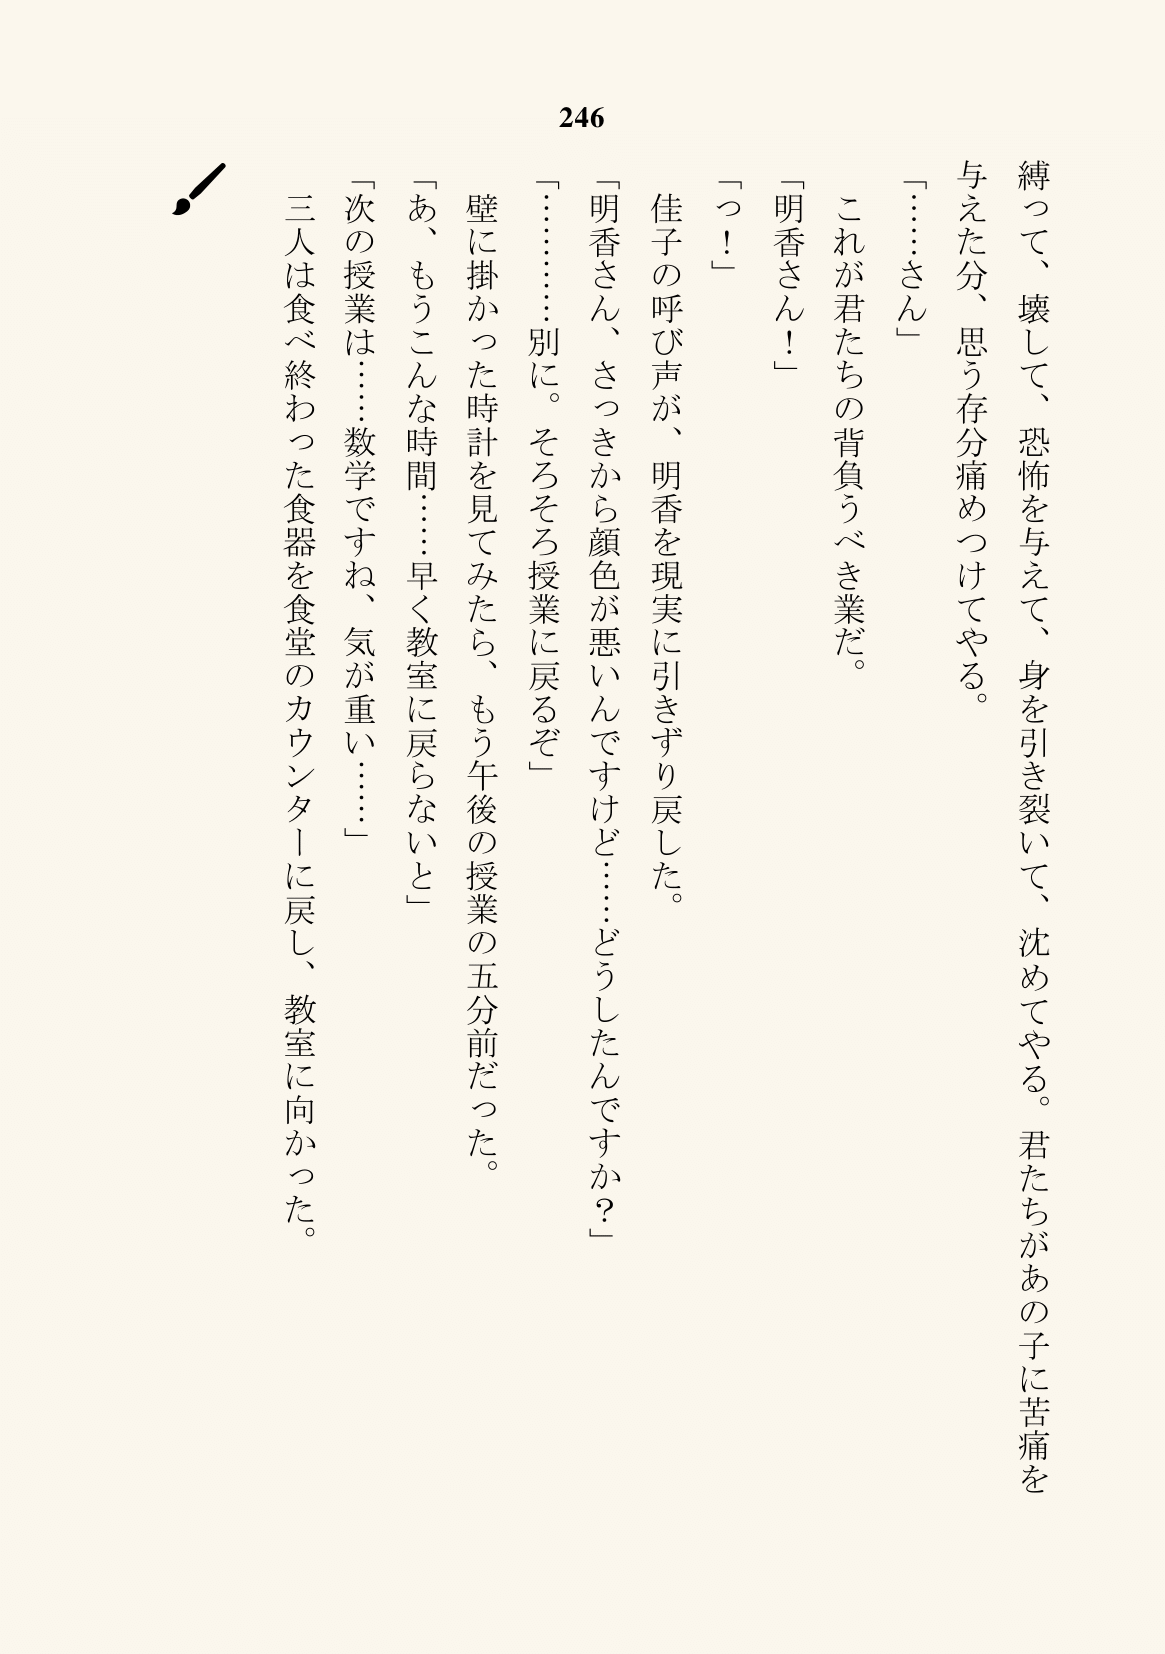 246
縛って、壊して、恐怖を与えて、身を引き裂いて、沈めてやる。君たちがあの子に苦痛を
与えた分、思う存分痛めつけてやる。
「……さん」
これが君たちの背負うべき業だ。
「明香さん！」
「っ！」
佳子の呼び声が、明香を現実に引きずり戻した。
「明香さん、さっきから顔色が悪いんですけど……どうしたんですか？」
「…………別に。そろそろ授業に戻るぞ」
壁に掛かった時計を見てみたら、もう午後の授業の五分前だった。
「あ、もうこんな時間……早く教室に戻らないと」
「次の授業は……数学ですね、気が重い……」
三人は食べ終わった食器を食堂のカウンターに戻し、教室に向かった。